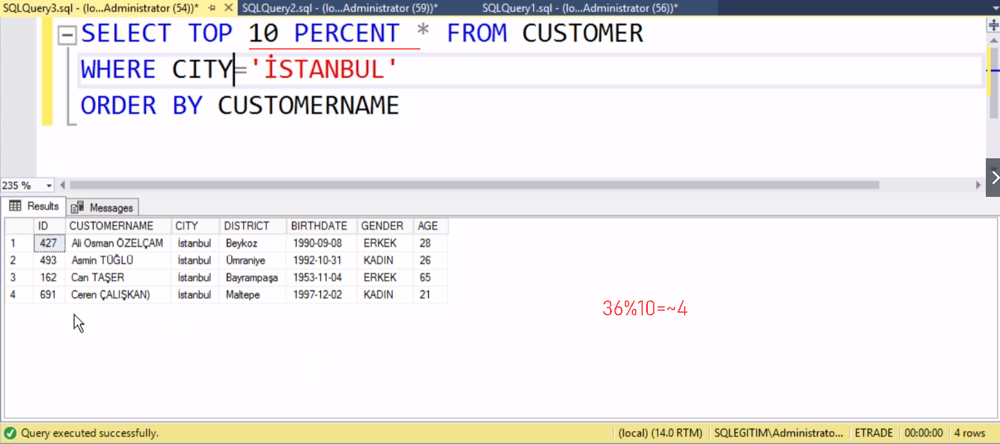 SQLQuery3.sql - (lo...Administrator (54))* SQLQuery2.sql - (lo...Administrator (59))* SQLQuery1.sql - (lo...Administrator (56))*
SELECT TOP 10 PERCENT * FROM CUSTOMER
WHERE CITY='İSTANBUL'
ORDER BY CUSTOMERNAME
235 %
Results Messages
ID CUSTOMERNAME CITY DISTRICT BIRTHDATE GENDER AGE
1 427 Ali Osman ÖZELÇAM İstanbul Beykoz 1990-09-08 ERKEK 28
2 493 Asmin TÜĞLÜ İstanbul Ümraniye 1992-10-31 KADIN 26
3 162 Can TAŞER İstanbul Bayrampaşa 1953-11-04 ERKEK 65
4 691 Ceren ÇALIŞKAN) İstanbul Maltepe 1997-12-02 KADIN 21
36%10=~4
Query executed successfully. (local) (14.0 RTM) SQLEGITIM\Administrato... ETRADE 00:00:00 4 rows